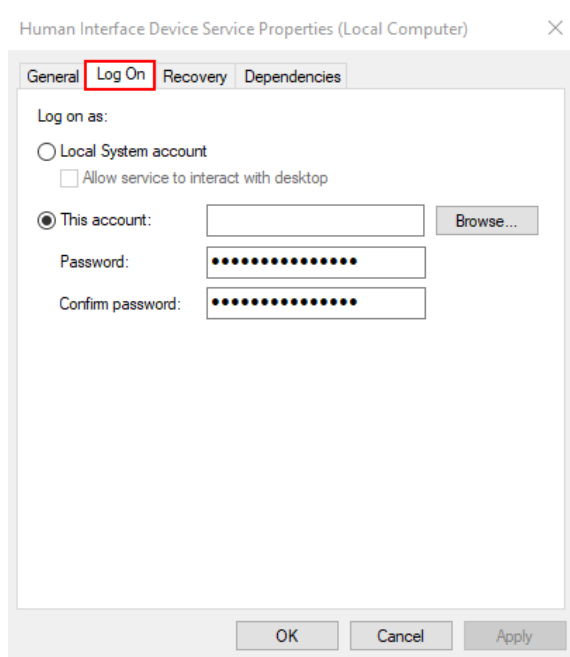 Human Interface Device Service Properties (Local Computer)
General Log On Recovery Dependencies
Log on as:
Local System account
Allow service to interact with desktop
This account: Browse...
Password: •••••••••••••••
Confirm password: •••••••••••••••
OK Cancel Apply